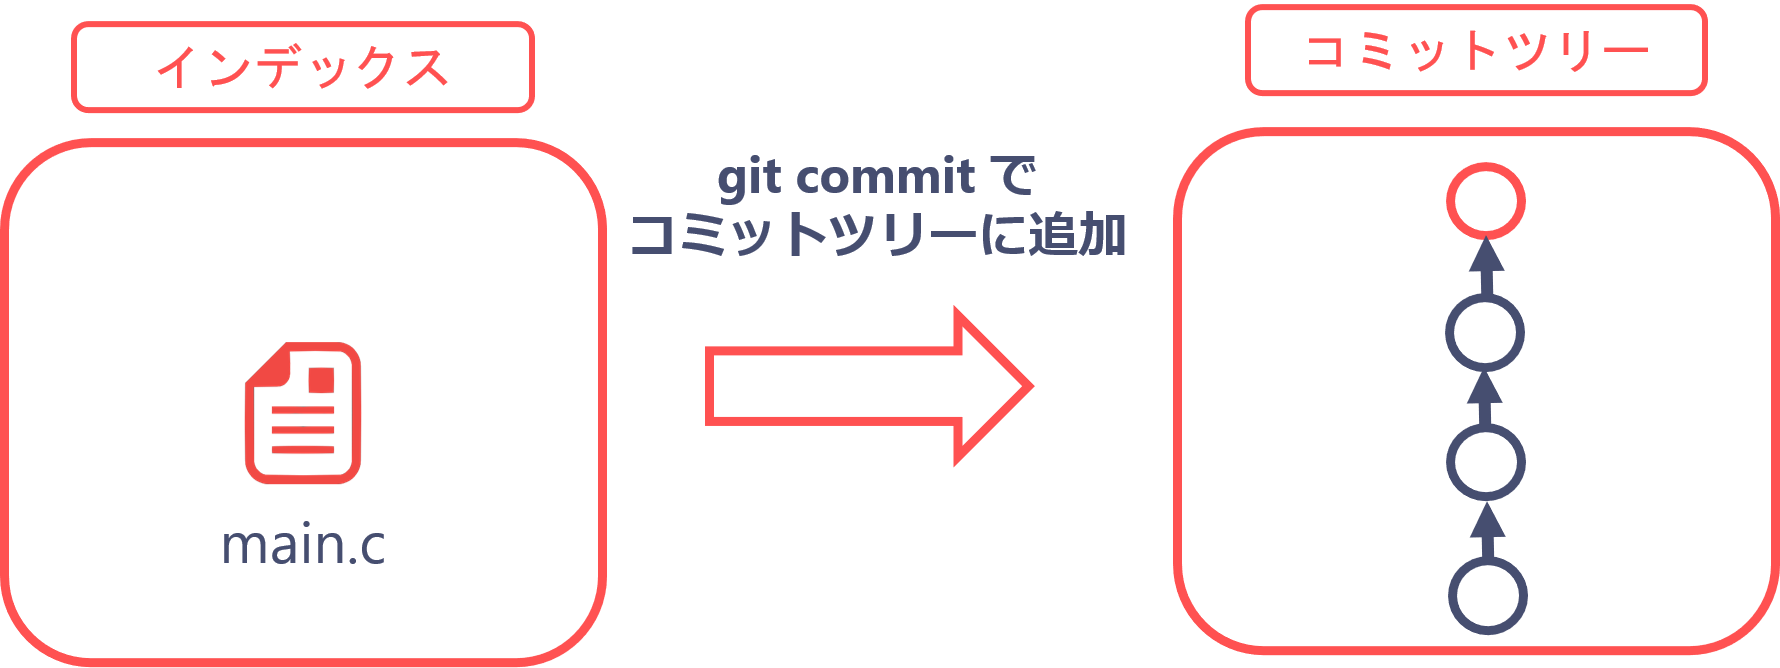 インデックス
コミットツリー
git commit で
コミットツリーに追加
main.c